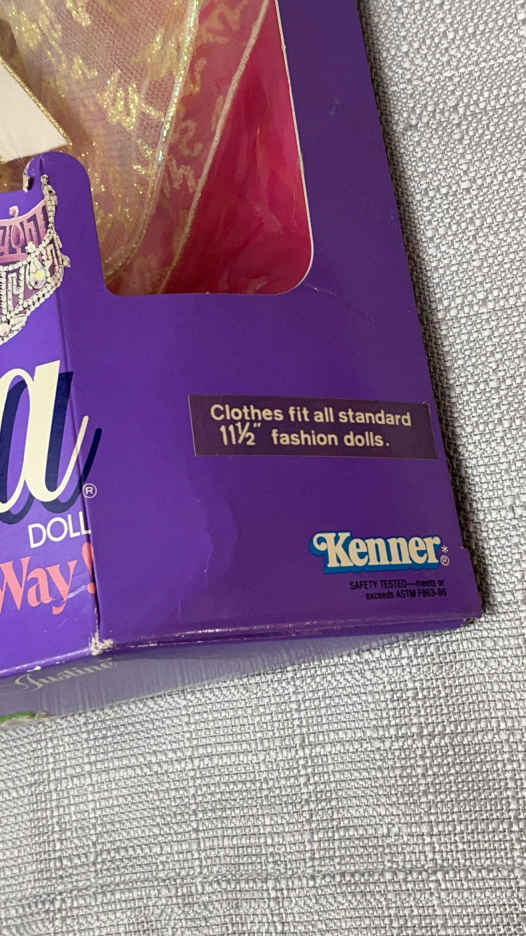 Clothes fit all standard
11½" fashion dolls.
a®
DOLL
Way!
Kenner*®
SAFETY TESTED—meets or
exceeds ASTM F963-86
Justine